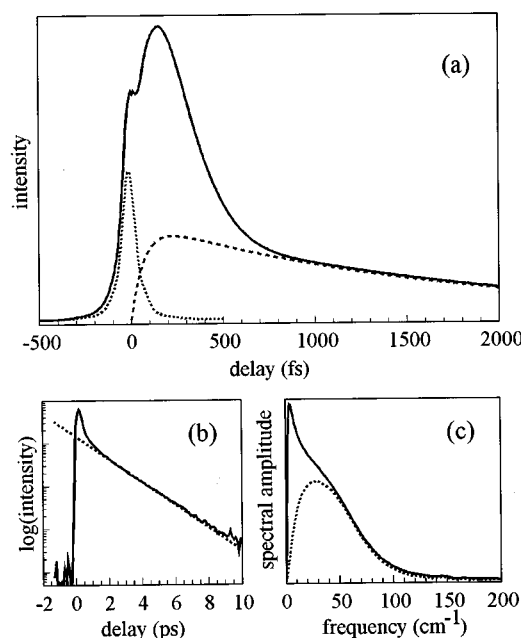 (a)
intensity
-500 0 500 1000 1500 2000
delay (fs)
(b)
log(intensity)
-2 0 2 4 6 8 10
delay (ps)
(c)
spectral amplitude
0 50 100 150 200
frequency (cm⁻¹)